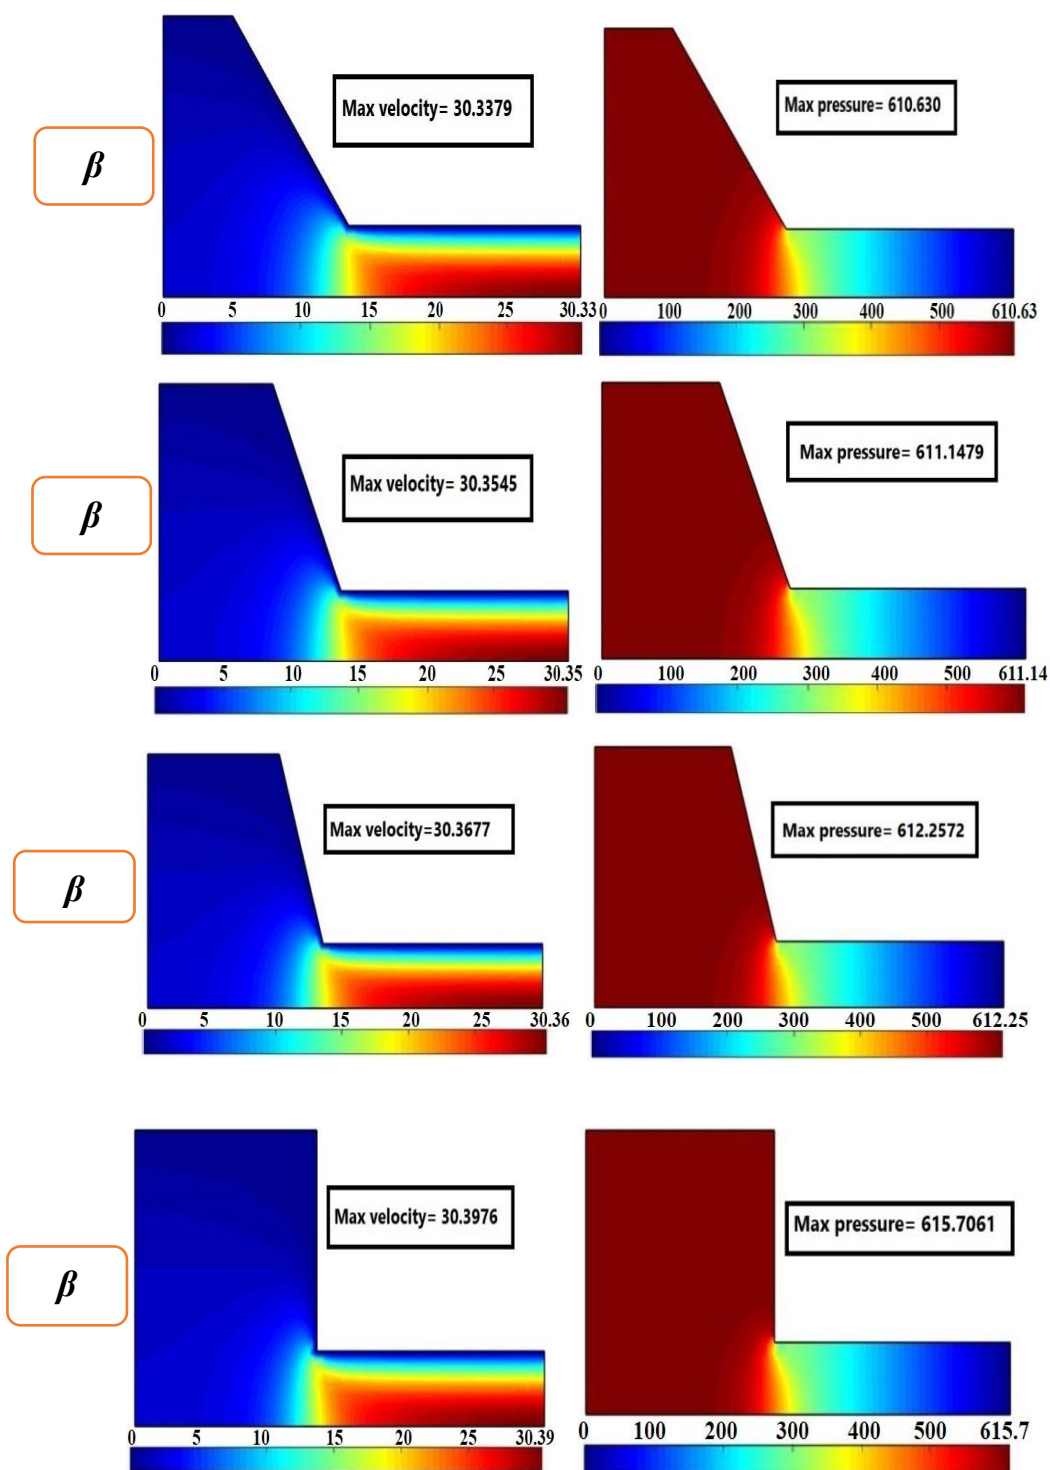 Max velocity= 30.3379
Max pressure= 610.630
β
0 5 10 15 20 25 30.33
0 100 200 300 400 500 610.63
Max velocity= 30.3545
Max pressure= 611.1479
β
0 5 10 15 20 25 30.35
0 100 200 300 400 500 611.14
Max velocity=30.3677
Max pressure= 612.2572
β
0 5 10 15 20 25 30.36
0 100 200 300 400 500 612.25
Max velocity= 30.3976
Max pressure= 615.7061
β
0 5 10 15 20 25 30.39
0 100 200 300 400 500 615.7